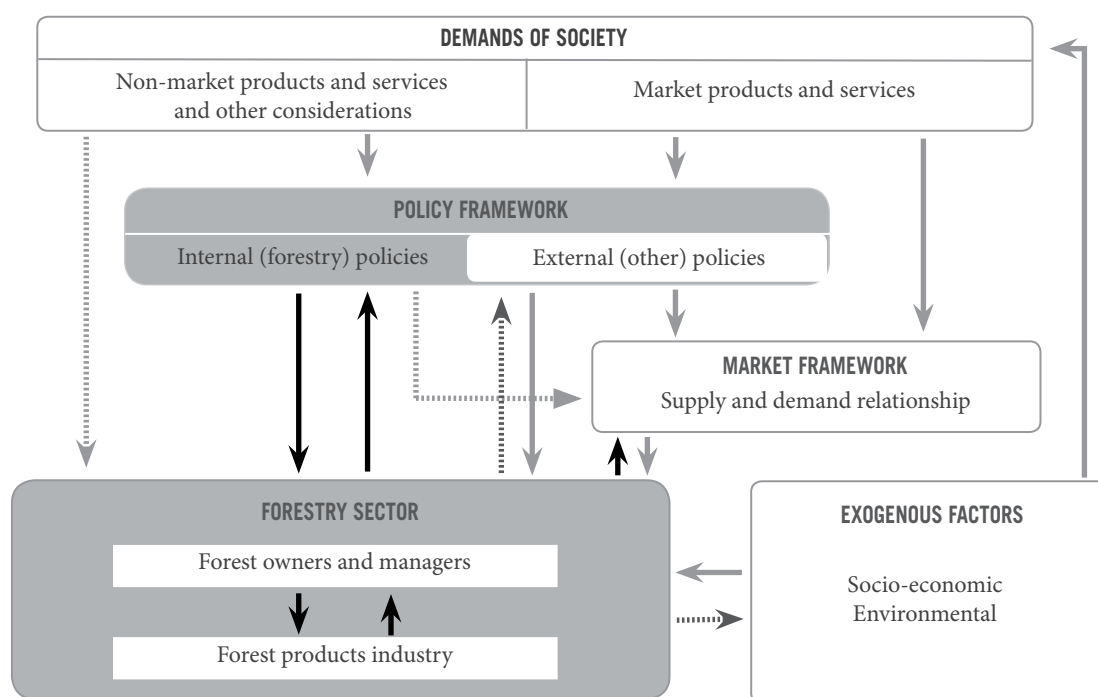 DEMANDS OF SOCIETY
Non-market products and services
and other considerations
Market products and services
POLICY FRAMEWORK
Internal (forestry) policies
External (other) policies
MARKET FRAMEWORK
Supply and demand relationship
FORESTRY SECTOR
Forest owners and managers
Forest products industry
EXOGENOUS FACTORS
Socio-economic
Environmental